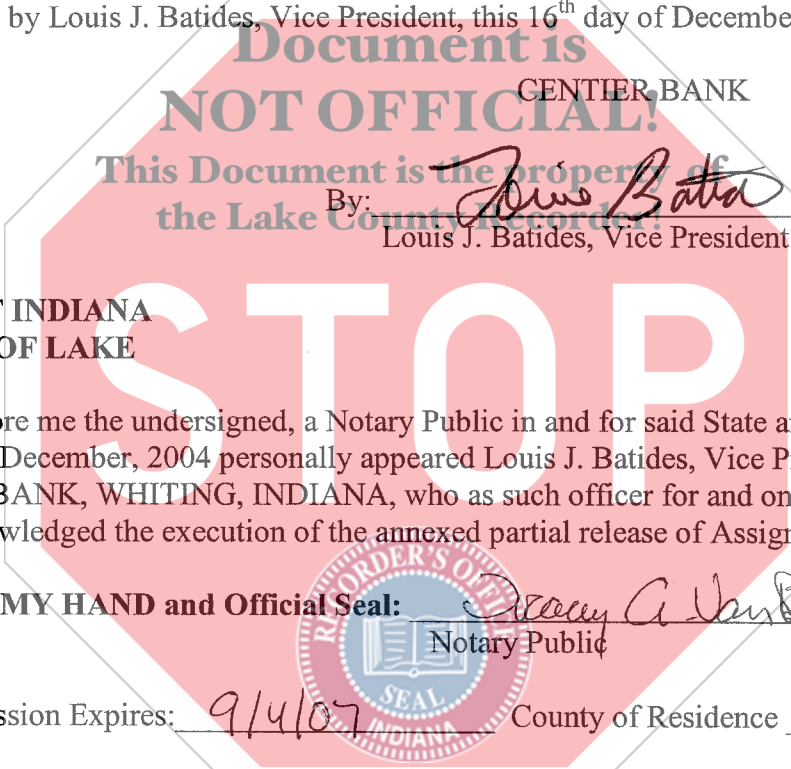 by Louis J. Batides, Vice President, this 16th day of Decembe
Document is
NOT OFFICIAL!
CENTIER BANK
This Document is the property of
the Lake County Recorder!
By: Louis Batid
Louis J. Batides, Vice President
INDIANA
OF LAKE
STOP
ore me the undersigned, a Notary Public in and for said State a
December, 2004 personally appeared Louis J. Batides, Vice P
BANK, WHITING, INDIANA, who as such officer for and on
wledged the execution of the annexed partial release of Assign
RECORDER'S OFFICE
MY HAND and Official Seal:
Notary Public
SEAL
INDIANA
ssion Expires: 9/4/07 County of Residence